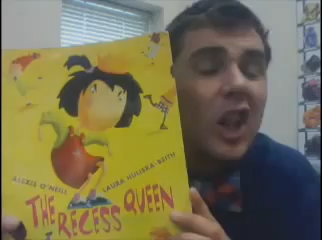 ALEXIS O'NEILL
LAURA HULISKA-BEITH
THE RECESS QUEEN